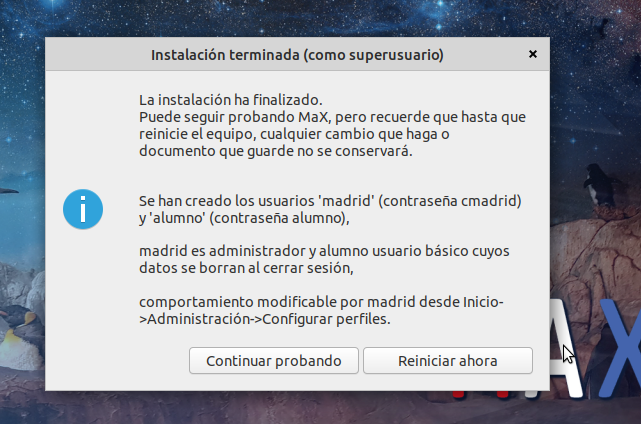 Instalación terminada (como superusuario)
La instalación ha finalizado.
Puede seguir probando MaX, pero recuerde que hasta que
reinicie el equipo, cualquier cambio que haga o
documento que guarde no se conservará.
Se han creado los usuarios 'madrid' (contraseña cmadrid)
y 'alumno' (contraseña alumno),
madrid es administrador y alumno usuario básico cuyos
datos se borran al cerrar sesión,
comportamiento modificable por madrid desde Inicio-
>Administración->Configurar perfiles.
Continuar probando
Reiniciar ahora